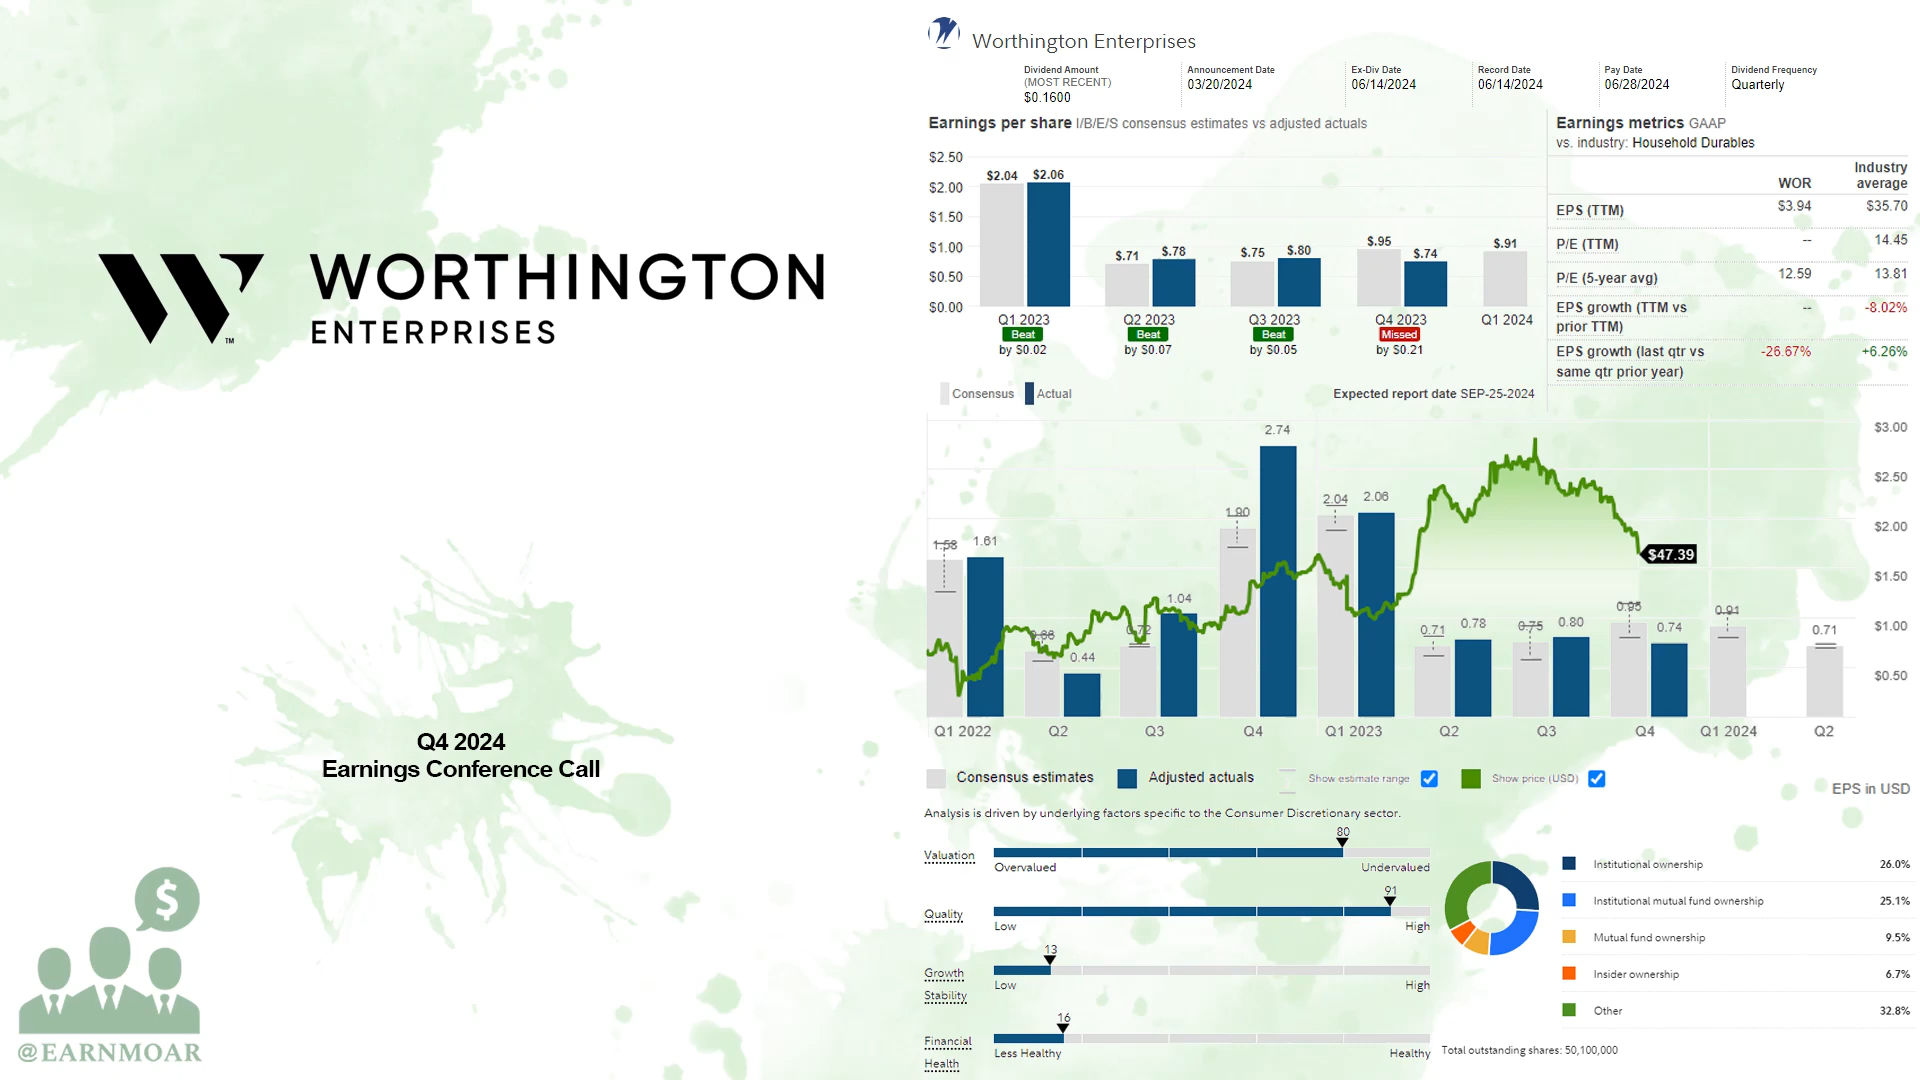 WORTHINGTON
ENTERPRISES
TM
Q4 2024
Earnings Conference Call
$
@EARNMOAR
Worthington Enterprises
Dividend Amount
(MOST RECENT)
$0.1600
Announcement Date
03/20/2024
Ex-Div Date
06/14/2024
Record Date
06/14/2024
Pay Date
06/28/2024
Dividend Frequency
Quarterly
Earnings per share I/B/E/S consensus estimates vs adjusted actuals
$2.50
$2.00
$1.50
$1.00
$0.50
$0.00
$2.04 $2.06
$.71 $.78
$.75 $.80
$.95 $.74
$.91
Q1 2023
Beat
by $0.02
Q2 2023
Beat
by $0.07
Q3 2023
Beat
by $0.05
Q4 2023
Missed
by $0.21
Q1 2024
Consensus Actual
Expected report date SEP-25-2024
Earnings metrics GAAP
vs. industry: Household Durables
WOR Industry average
EPS (TTM) $3.94 $35.70
P/E (TTM) -- 14.45
P/E (5-year avg) 12.59 13.81
EPS growth (TTM vs prior TTM) -- -8.02%
EPS growth (last qtr vs same qtr prior year) -26.67% +6.26%
$3.00
$2.50
$2.00
$1.50
$1.00
$0.50
1.58 1.61
0.66 0.44
0.72 1.04
1.90 2.74
2.04 2.06
0.71 0.78
0.75 0.80
0.95 0.74
0.91
0.71
$47.39
Q1 2022 Q2 Q3 Q4 Q1 2023 Q2 Q3 Q4 Q1 2024 Q2
Consensus estimates Adjusted actuals Show estimate range Show price (USD)
EPS in USD
Analysis is driven by underlying factors specific to the Consumer Discretionary sector.
Valuation
80
Overvalued Undervalued
Quality
91
Low High
Growth
Stability
13
Low High
Financial
Health
16
Less Healthy Healthy
Institutional ownership 26.0%
Institutional mutual fund ownership 25.1%
Mutual fund ownership 9.5%
Insider ownership 6.7%
Other 32.8%
Total outstanding shares: 50,100,000